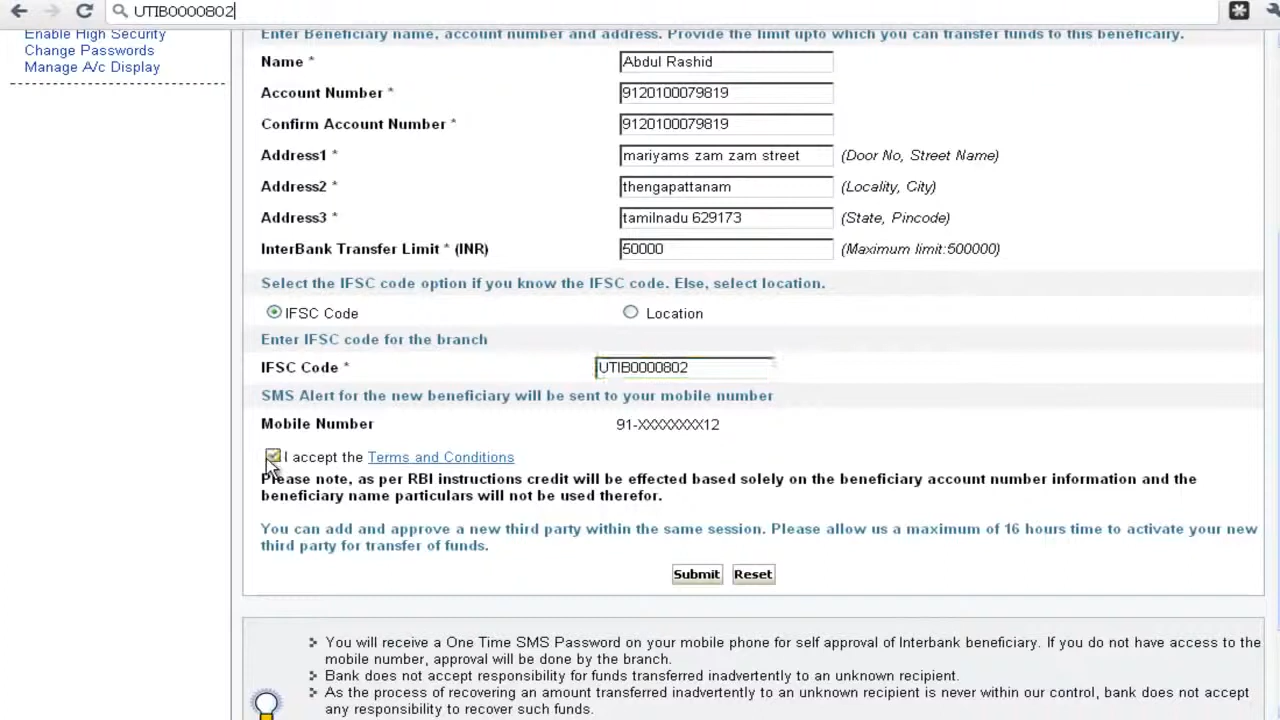 UTIB0000802
Enable High Security
Change Passwords
Manage A/c Display
Enter Beneficiary name, account number and address. Provide the limit upto which you can transfer funds to this beneficairy.
Name * Abdul Rashid
Account Number * 9120100079819
Confirm Account Number * 9120100079819
Address1 * mariyams zam zam street (Door No, Street Name)
Address2 * thengapattanam (Locality, City)
Address3 * tamilnadu 629173 (State, Pincode)
InterBank Transfer Limit * (INR) 50000 (Maximum limit:500000)
Select the IFSC code option if you know the IFSC code. Else, select location.
IFSC Code Location
Enter IFSC code for the branch
IFSC Code * UTIB0000802
SMS Alert for the new beneficiary will be sent to your mobile number
Mobile Number 91-XXXXXXXX12
I accept the Terms and Conditions
Please note, as per RBI instructions credit will be effected based solely on the beneficiary account number information and the
beneficiary name particulars will not be used therefor.
You can add and approve a new third party within the same session. Please allow us a maximum of 16 hours time to activate your new
third party for transfer of funds.
Submit Reset
You will receive a One Time SMS Password on your mobile phone for self approval of Interbank beneficiary. If you do not have access to the
mobile number, approval will be done by the branch.
Bank does not accept responsibility for funds transferred inadvertently to an unknown recipient.
As the process of recovering an amount transferred inadvertently to an unknown recipient is never within our control, bank does not accept
any responsibility to recover such funds.